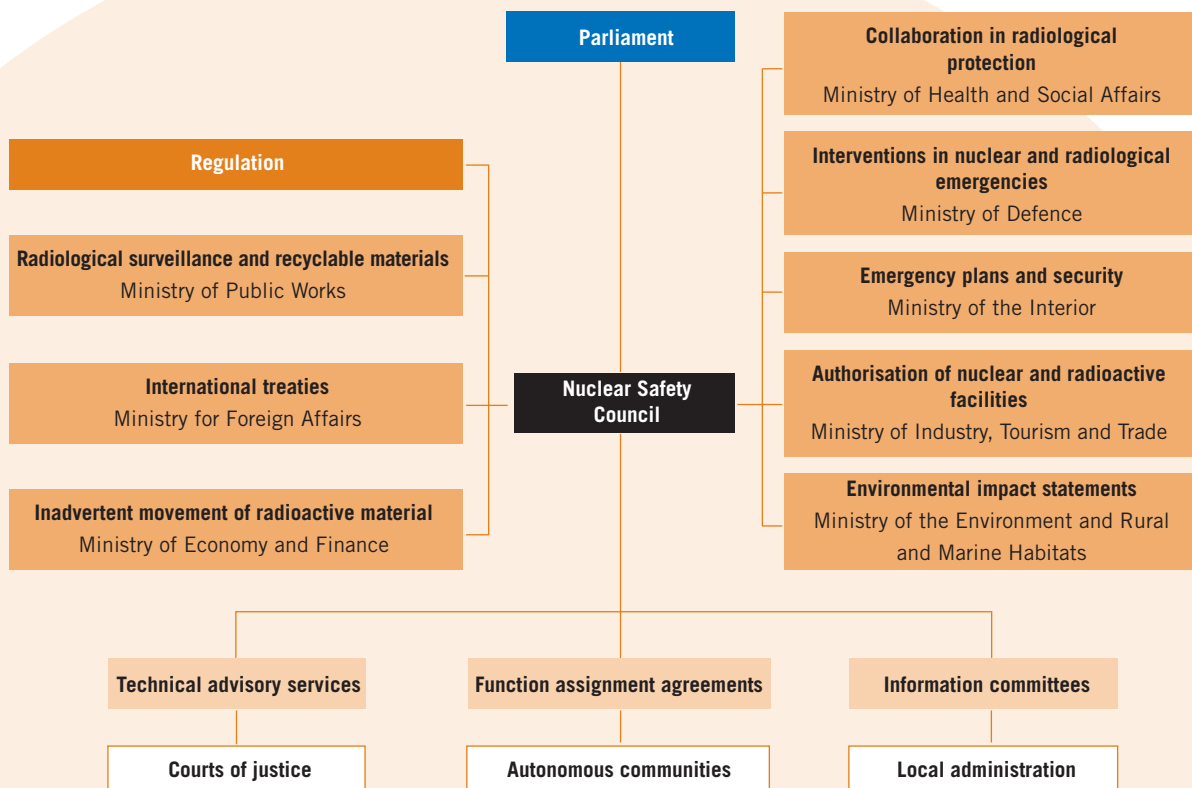 Parliament
Regulation
Radiological surveillance and recyclable materials
Ministry of Public Works
International treaties
Ministry for Foreign Affairs
Inadvertent movement of radioactive material
Ministry of Economy and Finance
Nuclear Safety
Council
Collaboration in radiological
protection
Ministry of Health and Social Affairs
Interventions in nuclear and radiological
emergencies
Ministry of Defence
Emergency plans and security
Ministry of the Interior
Authorisation of nuclear and radioactive
facilities
Ministry of Industry, Tourism and Trade
Environmental impact statements
Ministry of the Environment and Rural
and Marine Habitats
Technical advisory services
Function assignment agreements
Information committees
Courts of justice
Autonomous communities
Local administration